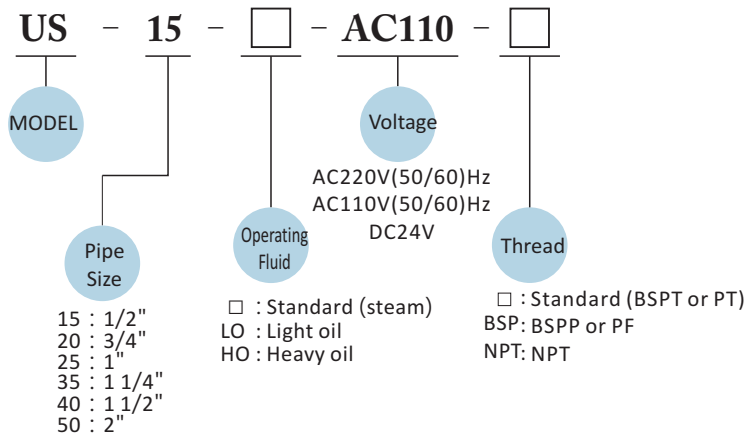 US - 15 - □ - AC110 - □
MODEL
Voltage
AC220V(50/60)Hz
AC110V(50/60)Hz
DC24V
Pipe
Size
15 : 1/2"
20 : 3/4"
25 : 1"
35 : 1 1/4"
40 : 1 1/2"
50 : 2"
Operating
Fluid
□ : Standard (steam)
LO : Light oil
HO : Heavy oil
Thread
□ : Standard (BSPT or PT)
BSP: BSPP or PF
NPT: NPT